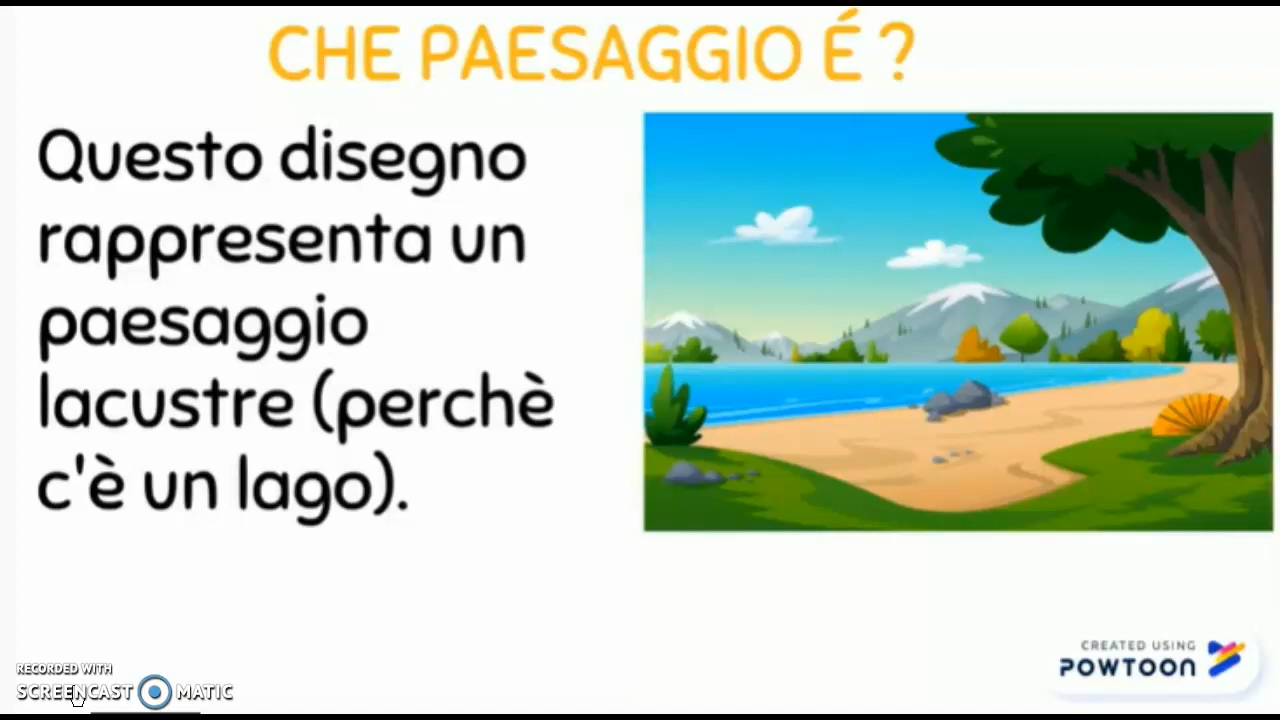 CHE PAESAGGIO É ?
Questo disegno
rappresenta un
paesaggio
lacustre (perchè
c'è un lago).
CREATED USING
POWTOON
RECORDED WITH
SCREENCAST MATIC